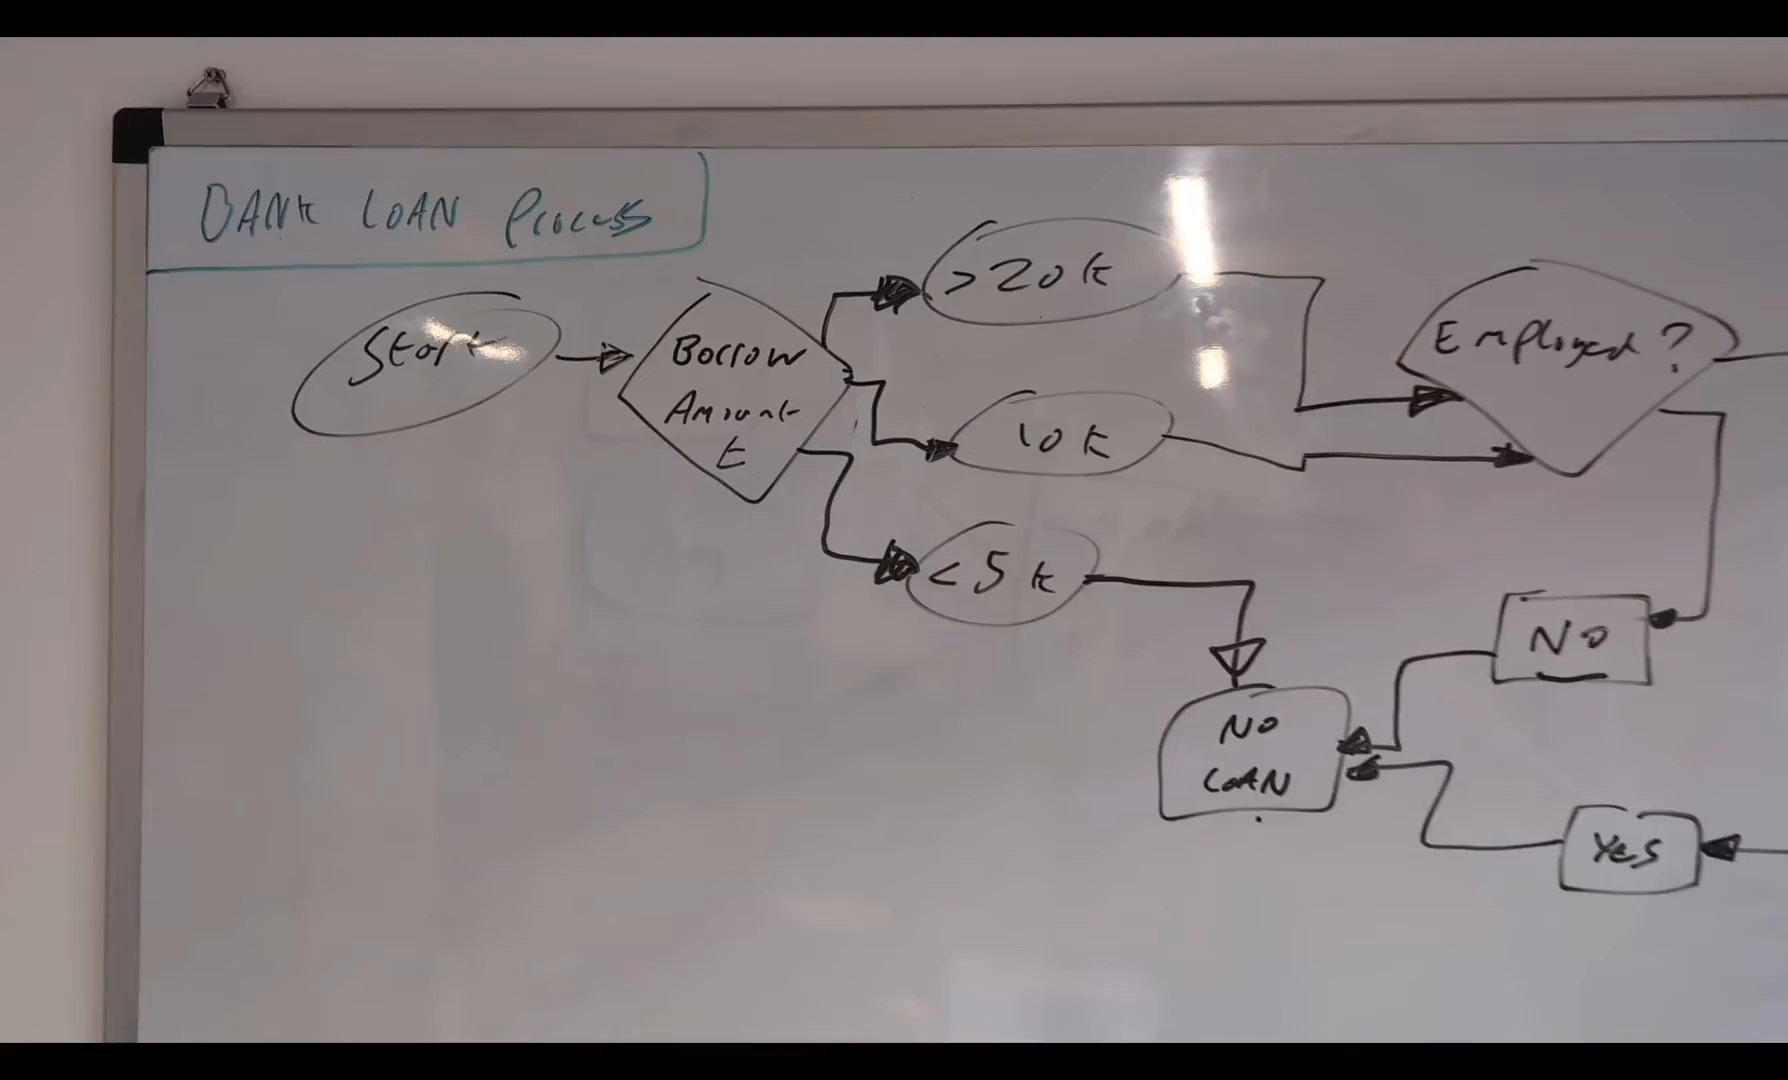 BANK LOAN Process
Start
Borrow
Amount
£
>20k
10k
<5k
Employed?
NO
NO
LOAN
YES